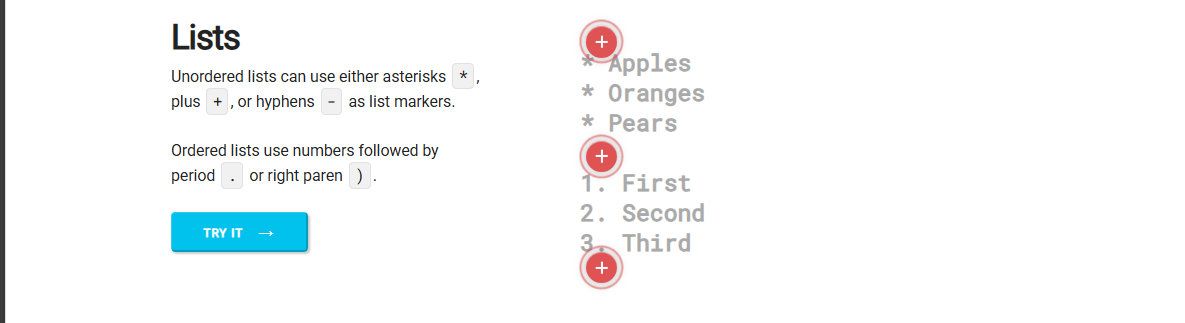 Lists
Unordered lists can use either asterisks * ,
plus + , or hyphens - as list markers.
Ordered lists use numbers followed by
period . or right paren ) .
TRY IT →
+
* Apples
* Oranges
* Pears
+
1. First
2. Second
3. Third
+